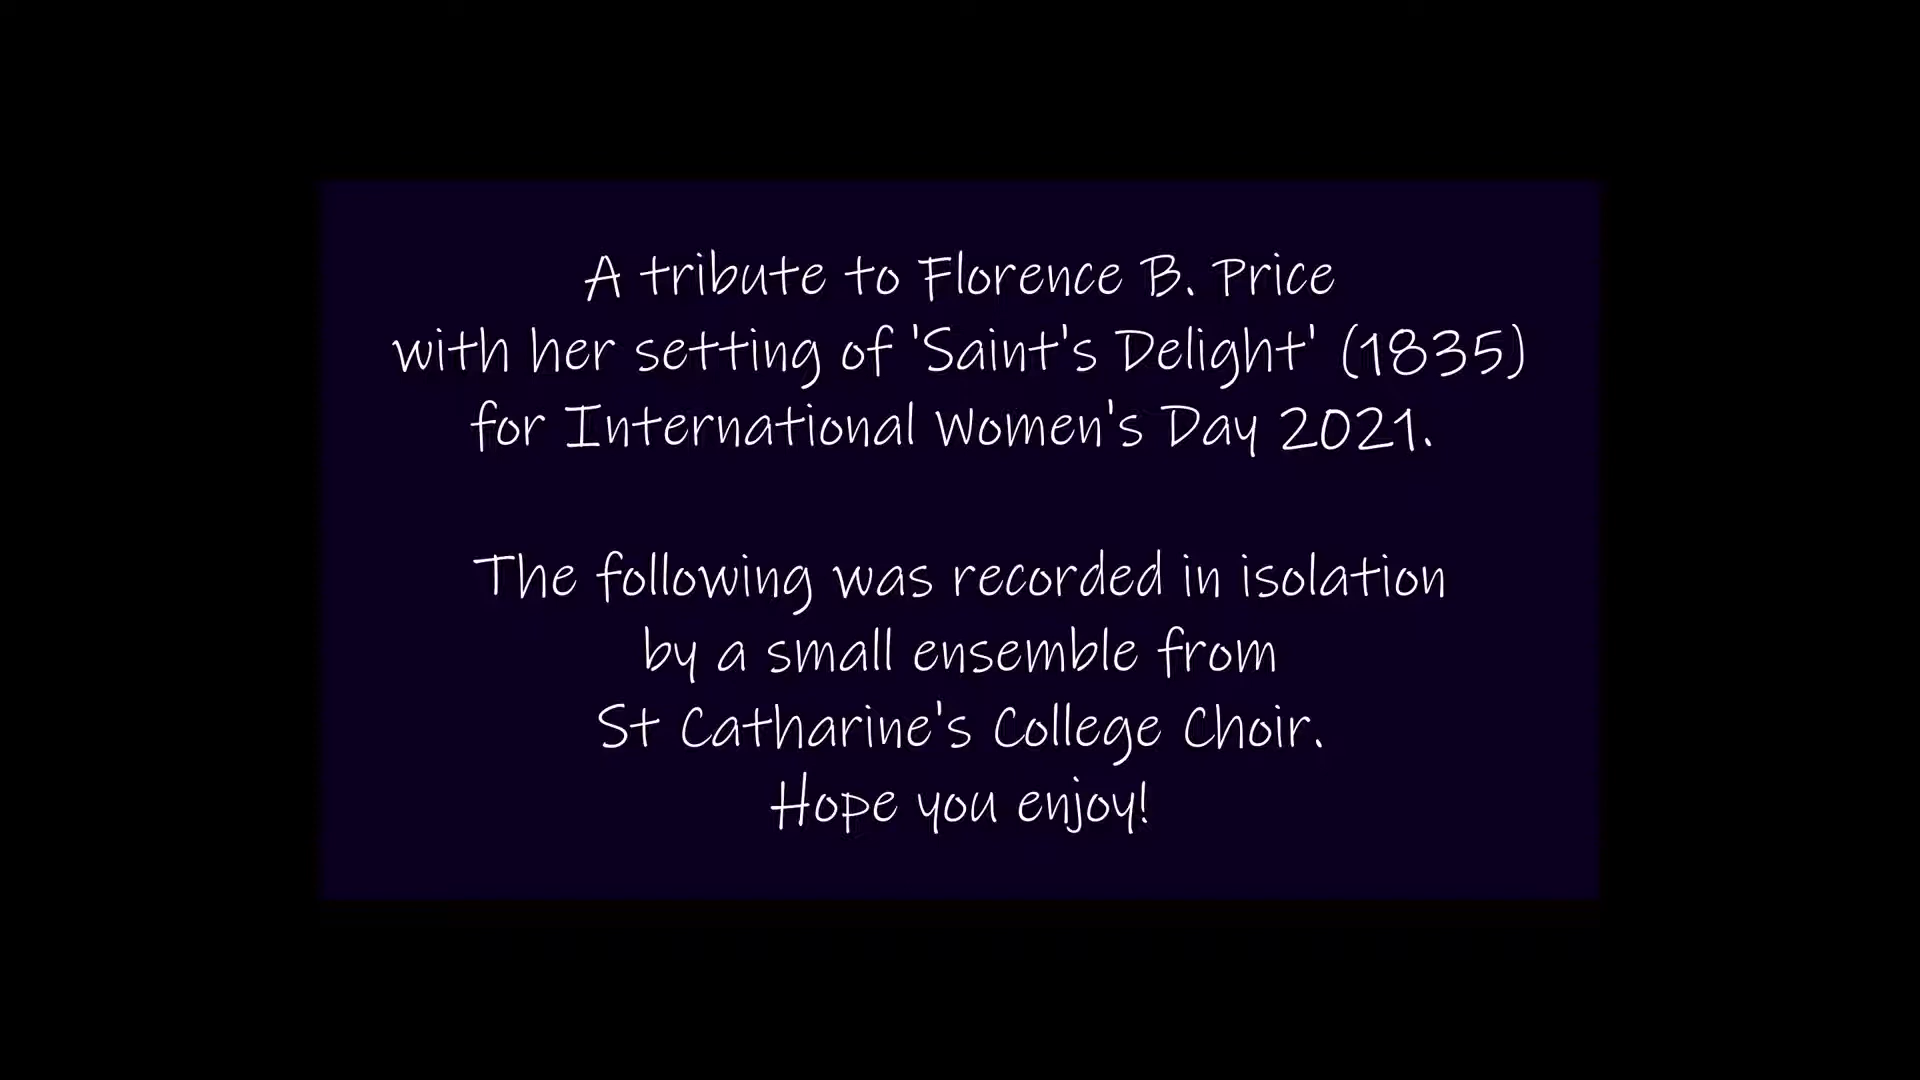 A tribute to Florence B. Price
with her setting of 'Saint's Delight' (1835)
for International Women's Day 2021.
The following was recorded in isolation
by a small ensemble from
St Catharine's College Choir.
Hope you enjoy!